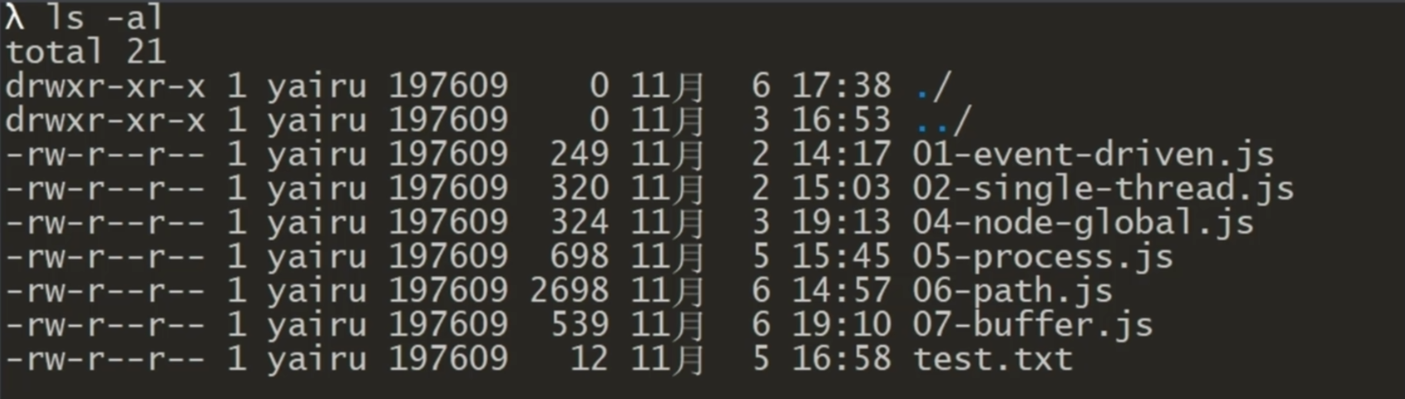 λ ls -al
total 21
drwxr-xr-x 1 yairu 197609    0 11月  6 17:38 ./
drwxr-xr-x 1 yairu 197609    0 11月  3 16:53 ../
-rw-r--r-- 1 yairu 197609  249 11月  2 14:17 01-event-driven.js
-rw-r--r-- 1 yairu 197609  320 11月  2 15:03 02-single-thread.js
-rw-r--r-- 1 yairu 197609  324 11月  3 19:13 04-node-global.js
-rw-r--r-- 1 yairu 197609  698 11月  5 15:45 05-process.js
-rw-r--r-- 1 yairu 197609 2698 11月  6 14:57 06-path.js
-rw-r--r-- 1 yairu 197609  539 11月  6 19:10 07-buffer.js
-rw-r--r-- 1 yairu 197609   12 11月  5 16:58 test.txt